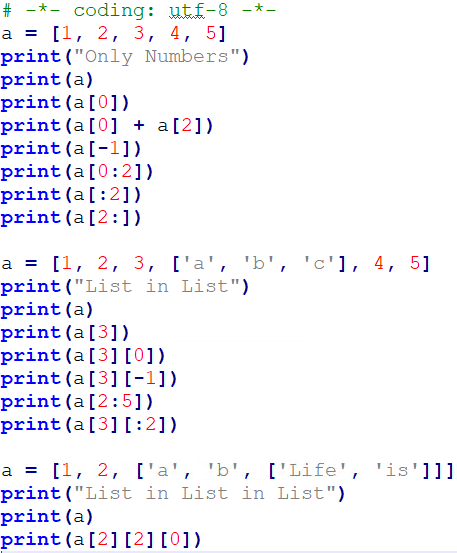 # -*- coding: utf-8 -*-
a = [1, 2, 3, 4, 5]
print("Only Numbers")
print(a)
print(a[0])
print(a[0] + a[2])
print(a[-1])
print(a[0:2])
print(a[:2])
print(a[2:])

a = [1, 2, 3, ['a', 'b', 'c'], 4, 5]
print("List in List")
print(a)
print(a[3])
print(a[3][0])
print(a[3][-1])
print(a[2:5])
print(a[3][:2])

a = [1, 2, ['a', 'b', ['Life', 'is']]]
print("List in List in List")
print(a)
print(a[2][2][0])